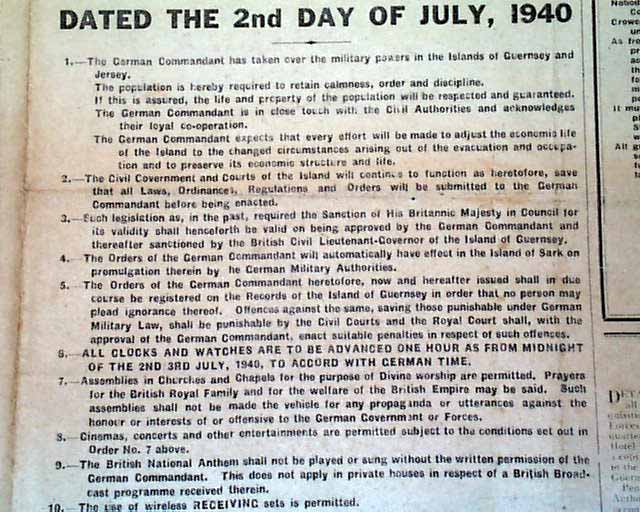 DATED THE 2nd DAY OF JULY, 1940
1.—The German Commandant has taken over the military powers in the Islands of Guernsey and
Jersey.
The population is hereby required to retain calmness, order and discipline.
If this is assured, the life and property of the population will be respected and guaranteed.
The German Commandant is in close touch with the Civil Authorities and acknowledges
their loyal co-operation.
The German Commandant expects that every effort will be made to adjust the economic life
of the Island to the changed circumstances arising out of the evacuation and occupa-
tion and to preserve its economic structure and life.
2.—The Civil Government and Courts of the Island will continue to function as heretofore, save
that all Laws, Ordinances, Regulations and Orders will be submitted to the German
Commandant before being enacted.
3.—Such legislation as, in the past, required the Sanction of His Britannic Majesty in Council for
its validity shall henceforth be valid on being approved by the German Commandant and
thereafter sanctioned by the British Civil Lieutenant-Governor of the Island of Guernsey.
4.—The Orders of the German Commandant will automatically have effect in the Island of Sark on
promulgation therein by he German Military Authorities.
5.—The Orders of the German Commandant heretofore, now and hereafter issued shall in due
course be registered on the Records of the Island of Guernsey in order that no person may
plead ignorance thereof. Offences against the same, saving those punishable under German
Military Law, shall be punishable by the Civil Courts and the Royal Court shall, with the
approval of the German Commandant, enact suitable penalties in respect of such offences.
6.—ALL CLOCKS AND WATCHES ARE TO BE ADVANCED ONE HOUR AS FROM MIDNIGHT
OF THE 2ND 3RD JULY, 1940, TO ACCORD WITH GERMAN TIME.
7.—Assemblies in Churches and Chapels for the purpose of Divine worship are permitted. Prayers
for the British Royal Family and for the welfare of the British Empire may be said. Such
assemblies shall not be made the vehicle for any propaganda or utterances against the
honour or interests of or offensive to the German Government or Forces.
8.—Cinemas, concerts and other entertainments are permitted subject to the conditions set out in
Order No. 7 above.
9.—The British National Anthem shall not be played or sung without the written permission of the
German Commandant. This does not apply in private houses in respect of a British Broad-
cast programme received therein.
10.—The use of wireless RECEIVING sets is permitted.